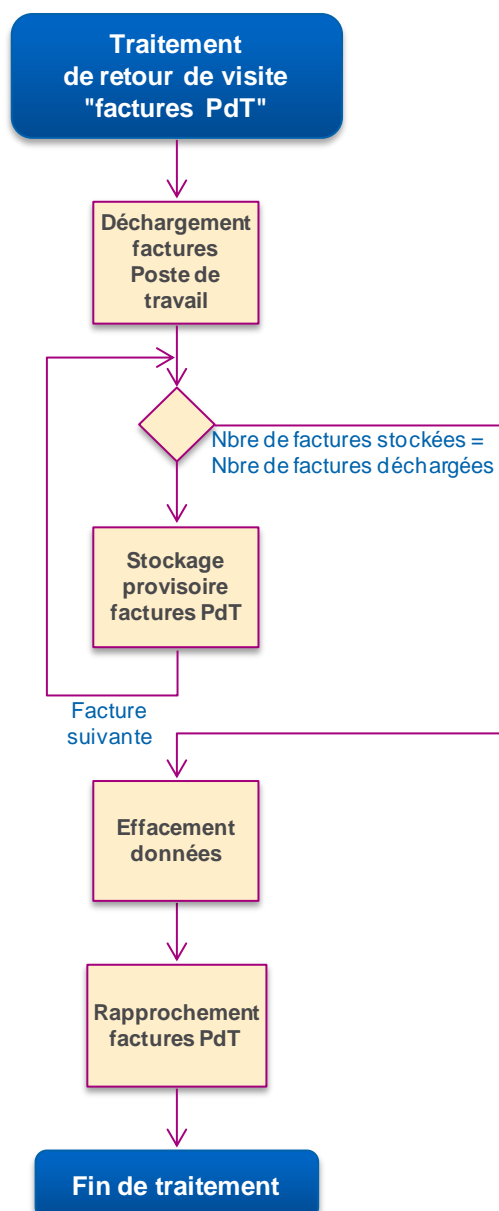 Traitement
de retour de visite
"factures PdT"
Déchargement
factures
Poste de
travail
Nbre de factures stockées =
Nbre de factures déchargées
Stockage
provisoire
factures PdT
Facture
suivante
Effacement
données
Rapprochement
factures PdT
Fin de traitement